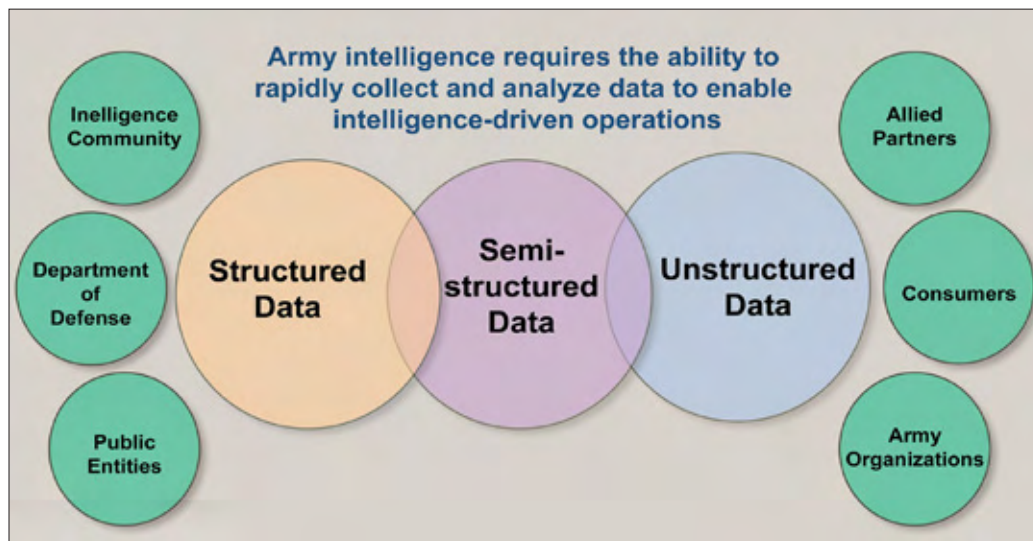 Army intelligence requires the ability to
rapidly collect and analyze data to enable
intelligence-driven operations
Inelligence
Community
Department
of
Defense
Public
Entities
Structured
Data
Semi-
structured
Data
Unstructured
Data
Allied
Partners
Consumers
Army
Organizations